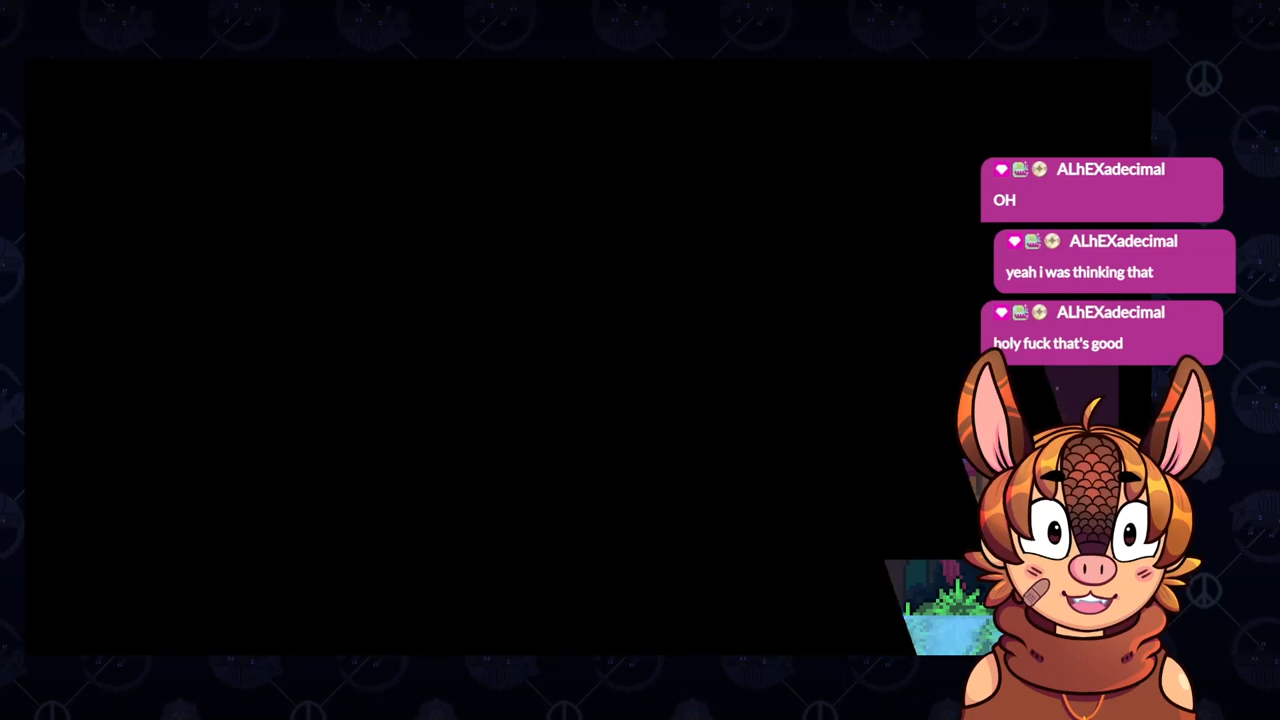 ALhEXadecimal
OH
ALhEXadecimal
yeah i was thinking that
ALhEXadecimal
holy fuck that's good